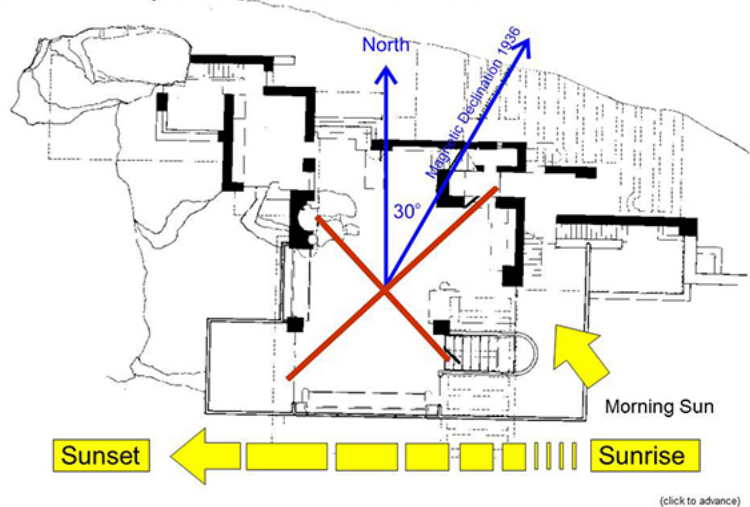 North
Magnetic Declination 1936
30°
Morning Sun
Sunset
Sunrise
(click to advance)